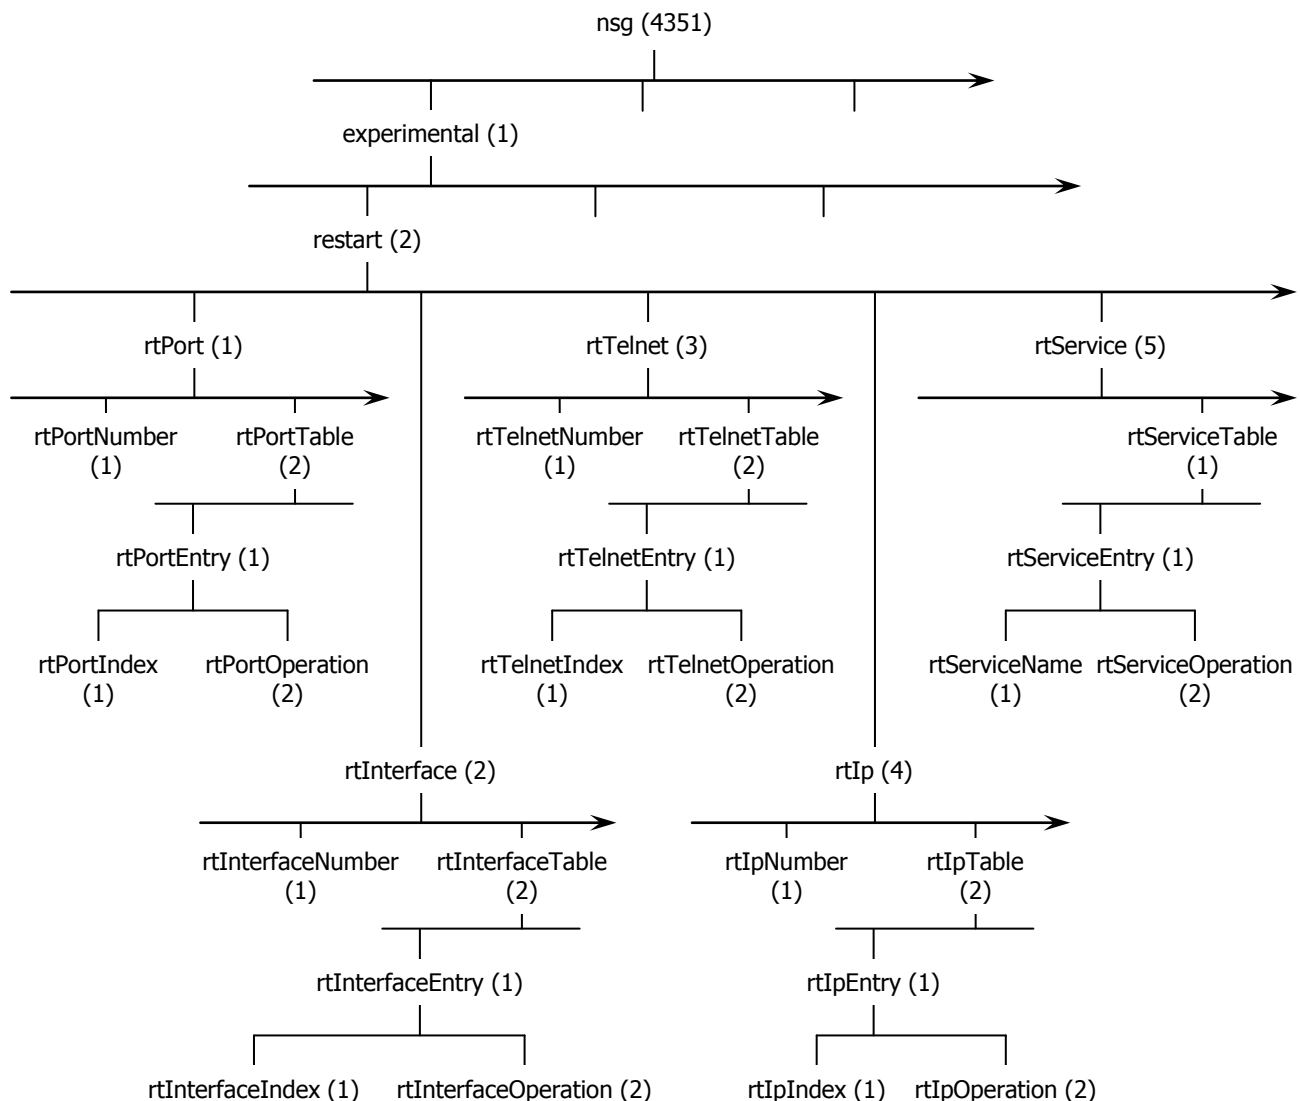 nsg (4351)
experimental (1)
restart (2)
rtPort (1)
rtTelnet (3)
rtService (5)
rtPortNumber
(1)
rtPortTable
(2)
rtTelnetNumber
(1)
rtTelnetTable
(2)
rtServiceTable
(1)
rtPortEntry (1)
rtTelnetEntry (1)
rtServiceEntry (1)
rtPortIndex
(1)
rtPortOperation
(2)
rtTelnetIndex
(1)
rtTelnetOperation
(2)
rtServiceName
(1)
rtServiceOperation
(2)
rtInterface (2)
rtIp (4)
rtInterfaceNumber
(1)
rtInterfaceTable
(2)
rtIpNumber
(1)
rtIpTable
(2)
rtInterfaceEntry (1)
rtIpEntry (1)
rtInterfaceIndex (1)
rtInterfaceOperation (2)
rtIpIndex (1)
rtIpOperation (2)